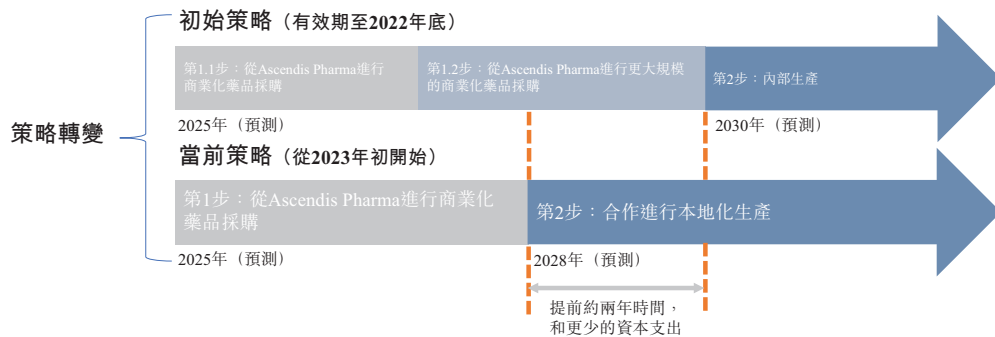 初始策略（有效期至2022年底）
第1.1步：從Ascendis Pharma進行
商業化藥品採購
第1.2步：從Ascendis Pharma進行更大規模
的商業化藥品採購
第2步：內部生產
2025年（預測）
2030年（預測）
策略轉變
當前策略（從2023年初開始）
第1步：從Ascendis Pharma進行商業化
藥品採購
第2步：合作進行本地化生產
2025年（預測）
2028年（預測）
提前約兩年時間，
和更少的資本支出